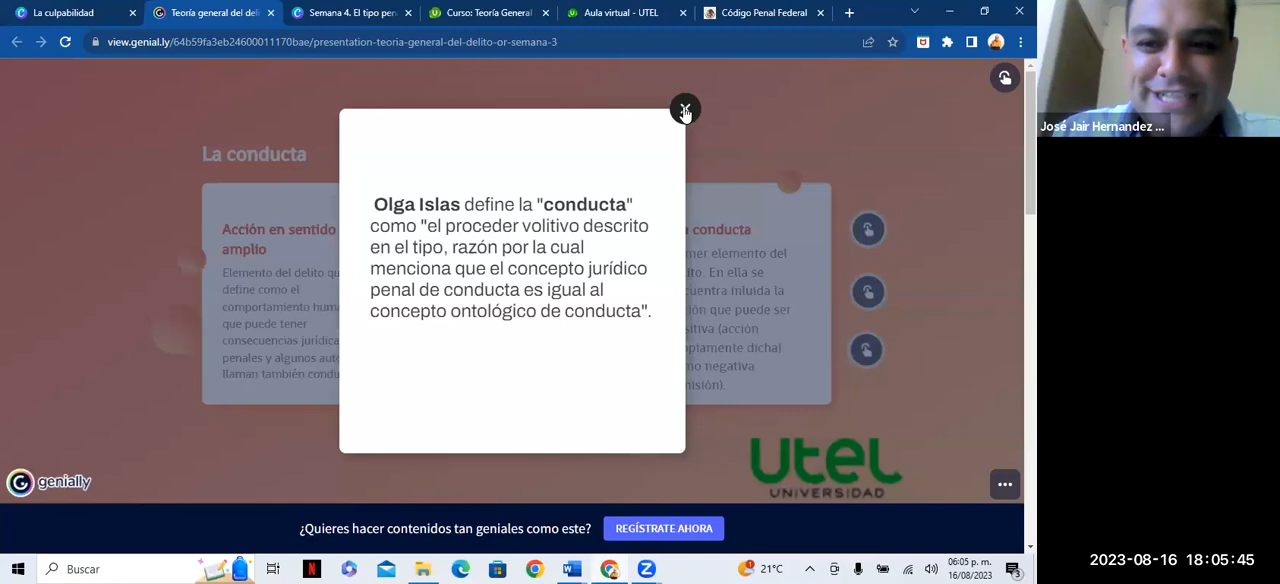 La culpabilidad
Teoría general del deli
Semana 4. El tipo pen
Curso: Teoría General
Aula virtual - UTEL
Código Penal Federal
view.genial.ly/64b59fa3eb24600011170bae/presentation-teoria-general-del-delito-or-semana-3
José Jair Hernandez ...
La conducta
Acción en sentido
amplio
Elemento del delito qu
define como el
comportamiento huma
que puede tener
consecuencias jurídica
penales y algunos auto
llaman también condu
Olga Islas define la "conducta"
como "el proceder volitivo descrito
en el tipo, razón por la cual
menciona que el concepto jurídico
penal de conducta es igual al
concepto ontológico de conducta".
a conducta
mer elemento del
ito. En ella se
cuentra inluida la
ión que puede ser
sitiva (acción
optamente dicha)
mo negativa
misión).
utel
UNIVERSIDAD
genially
¿Quieres hacer contenidos tan geniales como este?
REGÍSTRATE AHORA
Buscar
21°C
06:05 p. m.
16/08/2023
2023-08-16 18:05:45